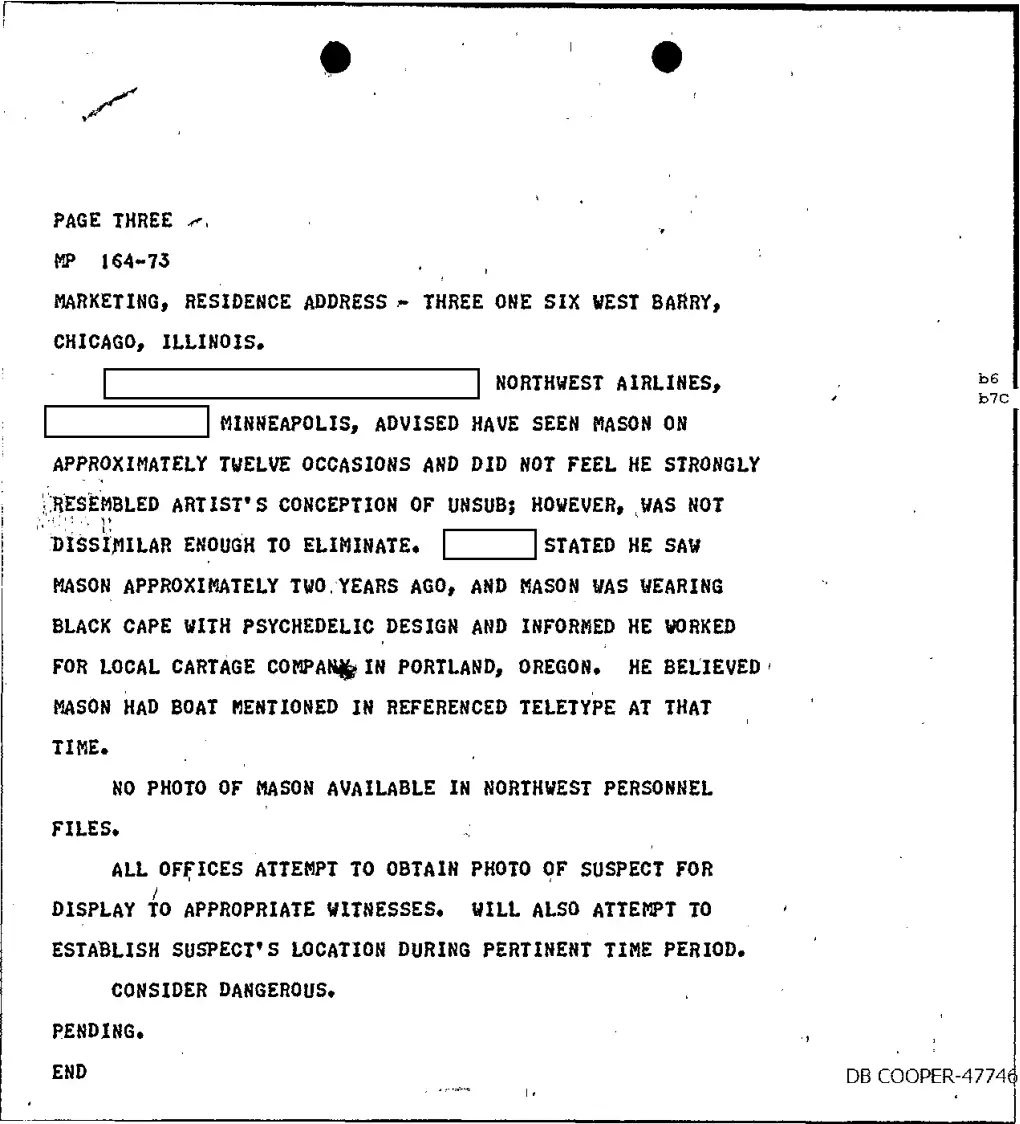 PAGE THREE
MP 164-73
MARKETING, RESIDENCE ADDRESS - THREE ONE SIX WEST BARRY,
CHICAGO, ILLINOIS.
NORTHWEST AIRLINES,
b6
b7C
MINNEAPOLIS, ADVISED HAVE SEEN MASON ON
APPROXIMATELY TWELVE OCCASIONS AND DID NOT FEEL HE STRONGLY
RESEMBLED ARTIST'S CONCEPTION OF UNSUB; HOWEVER, WAS NOT
DISSIMILAR ENOUGH TO ELIMINATE. STATED HE SAW
MASON APPROXIMATELY TWO YEARS AGO, AND MASON WAS WEARING
BLACK CAPE WITH PSYCHEDELIC DESIGN AND INFORMED HE WORKED
FOR LOCAL CARTAGE COMPANY IN PORTLAND, OREGON. HE BELIEVED
MASON HAD BOAT MENTIONED IN REFERENCED TELETYPE AT THAT
TIME.
NO PHOTO OF MASON AVAILABLE IN NORTHWEST PERSONNEL
FILES.
ALL OFFICES ATTEMPT TO OBTAIN PHOTO OF SUSPECT FOR
DISPLAY TO APPROPRIATE WITNESSES. WILL ALSO ATTEMPT TO
ESTABLISH SUSPECT'S LOCATION DURING PERTINENT TIME PERIOD.
CONSIDER DANGEROUS.
PENDING.
END
DB COOPER-47746